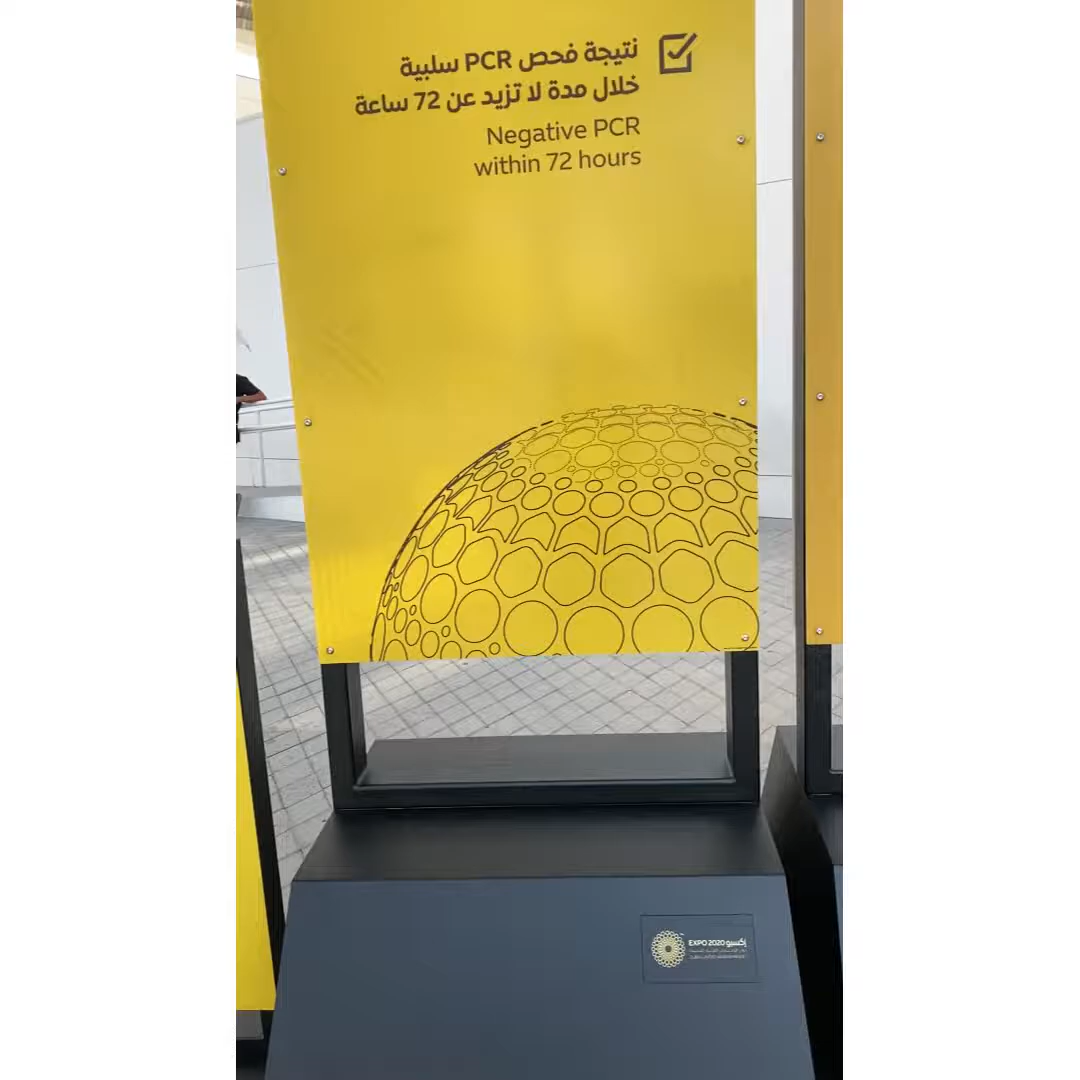 نتيجة فحص PCR سلبية
خلال مدة لا تزيد عن 72 ساعة
Negative PCR
within 72 hours
EXPO 2020 إكسبو